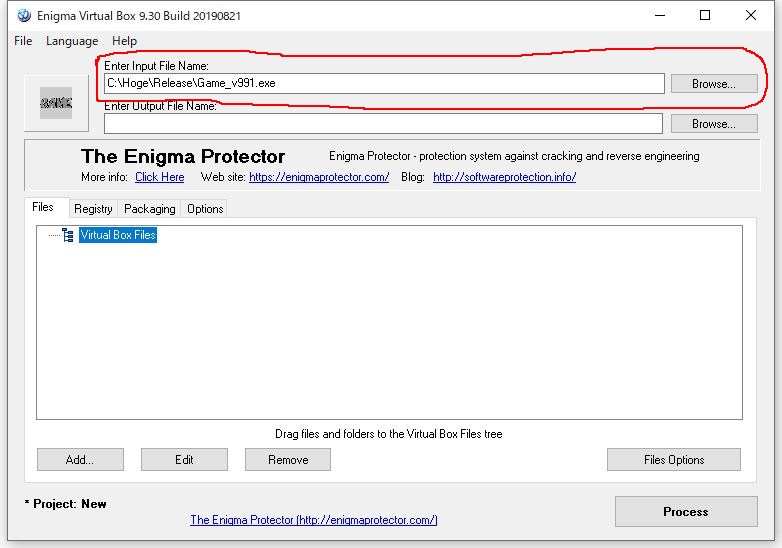 Enigma Virtual Box 9.30 Build 20190821
File Language Help
Enter Input File Name:
C:\Hoge\Release\Game_v991.exe
Browse...
Enter Output File Name:
Browse...
The Enigma Protector
Enigma Protector - protection system against cracking and reverse engineering
More info: Click Here Web site: https://enigmaprotector.com/ Blog: http://softwareprotection.info/
Files Registry Packaging Options
Virtual Box Files
Drag files and folders to the Virtual Box Files tree
Add... Edit Remove Files Options
* Project: New
Process
The Enigma Protector (http://enigmaprotector.com/)